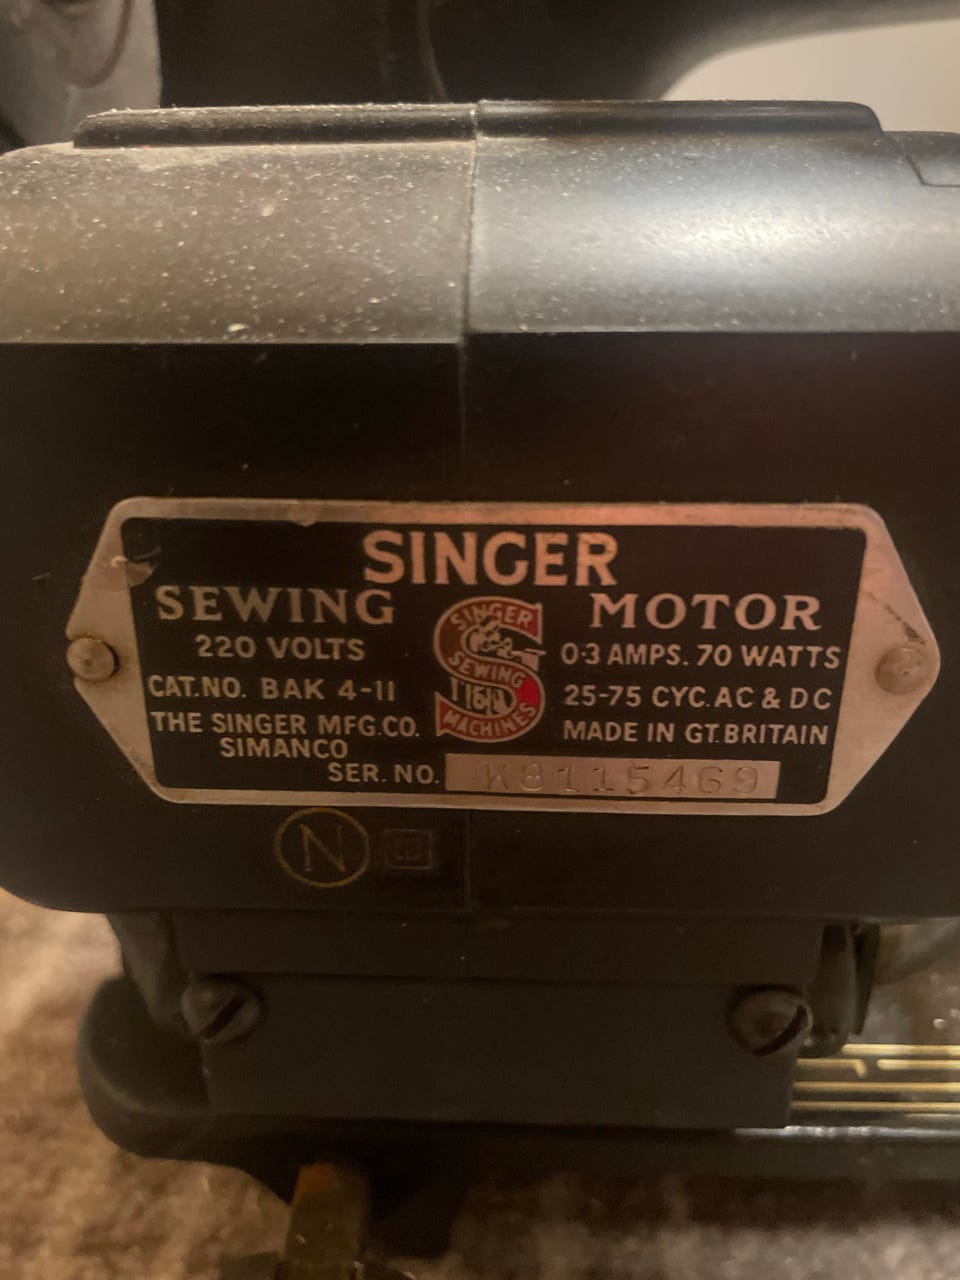 SINGER
SEWING MOTOR
220 VOLTS
CAT.NO. BAK 4-11
THE SINGER MFG.CO.
SIMANCO
SINGER
SEWING
MACHINES
0·3 AMPS. 70 WATTS
25-75 CYC. AC & DC
MADE IN GT. BRITAIN
SER. NO. K8115469
N